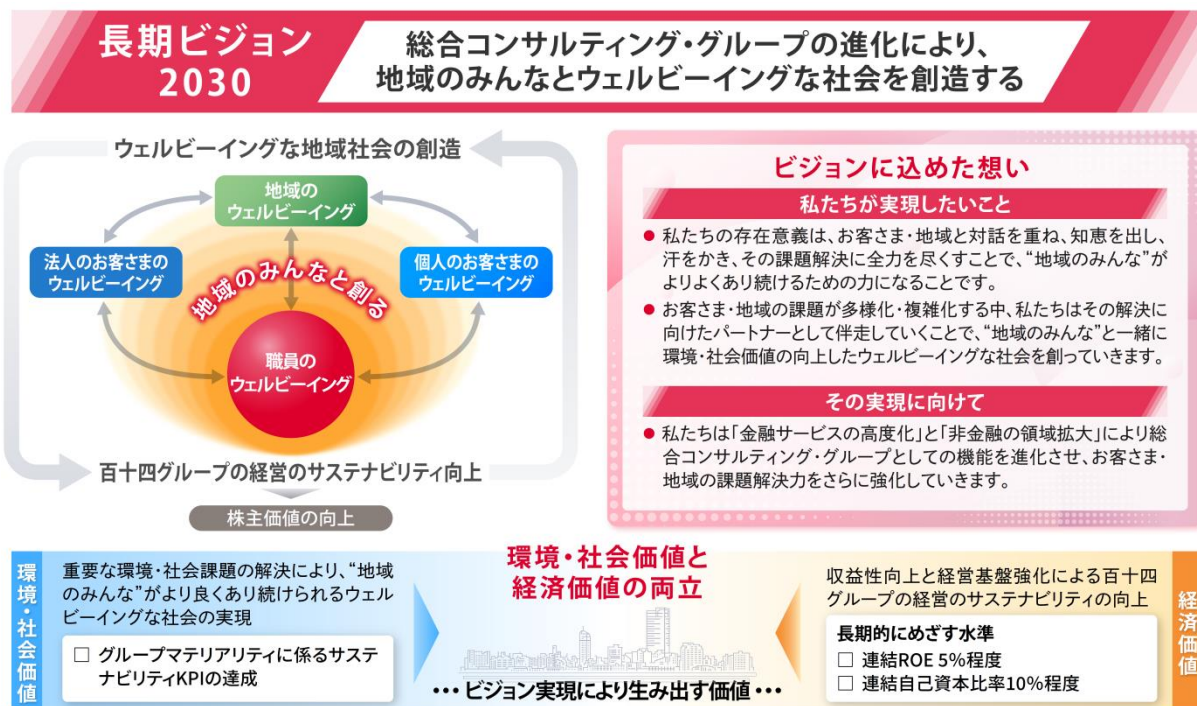 長期ビジョン
2030
総合コンサルティング・グループの進化により、
地域のみんなとウェルビーイングな社会を創造する
ウェルビーイングな地域社会の創造
地域の
ウェルビーイング
法人のお客さまの
ウェルビーイング
個人のお客さまの
ウェルビーイング
地域のみんなと創る
職員の
ウェルビーイング
百十四グループの経営のサステナビリティ向上
株主価値の向上
ビジョンに込めた想い
私たちが実現したいこと
● 私たちの存在意義は、お客さま・地域と対話を重ね、知恵を出し、
汗をかき、その課題解決に全力を尽くすことで、“地域のみんな”が
よりよくあり続けるための力になることです。
● お客さま・地域の課題が多様化・複雑化する中、私たちはその解決に
向けたパートナーとして伴走していくことで、“地域のみんな”と一緒に
環境・社会価値の向上したウェルビーイングな社会を創っていきます。
その実現に向けて
● 私たちは「金融サービスの高度化」と「非金融の領域拡大」により総
合コンサルティング・グループとしての機能を進化させ、お客さま・
地域の課題解決力をさらに強化していきます。
環境・社会価値
重要な環境・社会課題の解決により、“地域
のみんな”がより良くあり続けられるウェル
ビーイングな社会の実現
□ グループマテリアリティに係るサステ
ナビリティKPIの達成
環境・社会価値と
経済価値の両立
••• ビジョン実現により生み出す価値 •••
収益性向上と経営基盤強化による百十四
グループの経営のサステナビリティの向上
長期的にめざす水準
□ 連結ROE 5%程度
□ 連結自己資本比率10%程度
経済価値